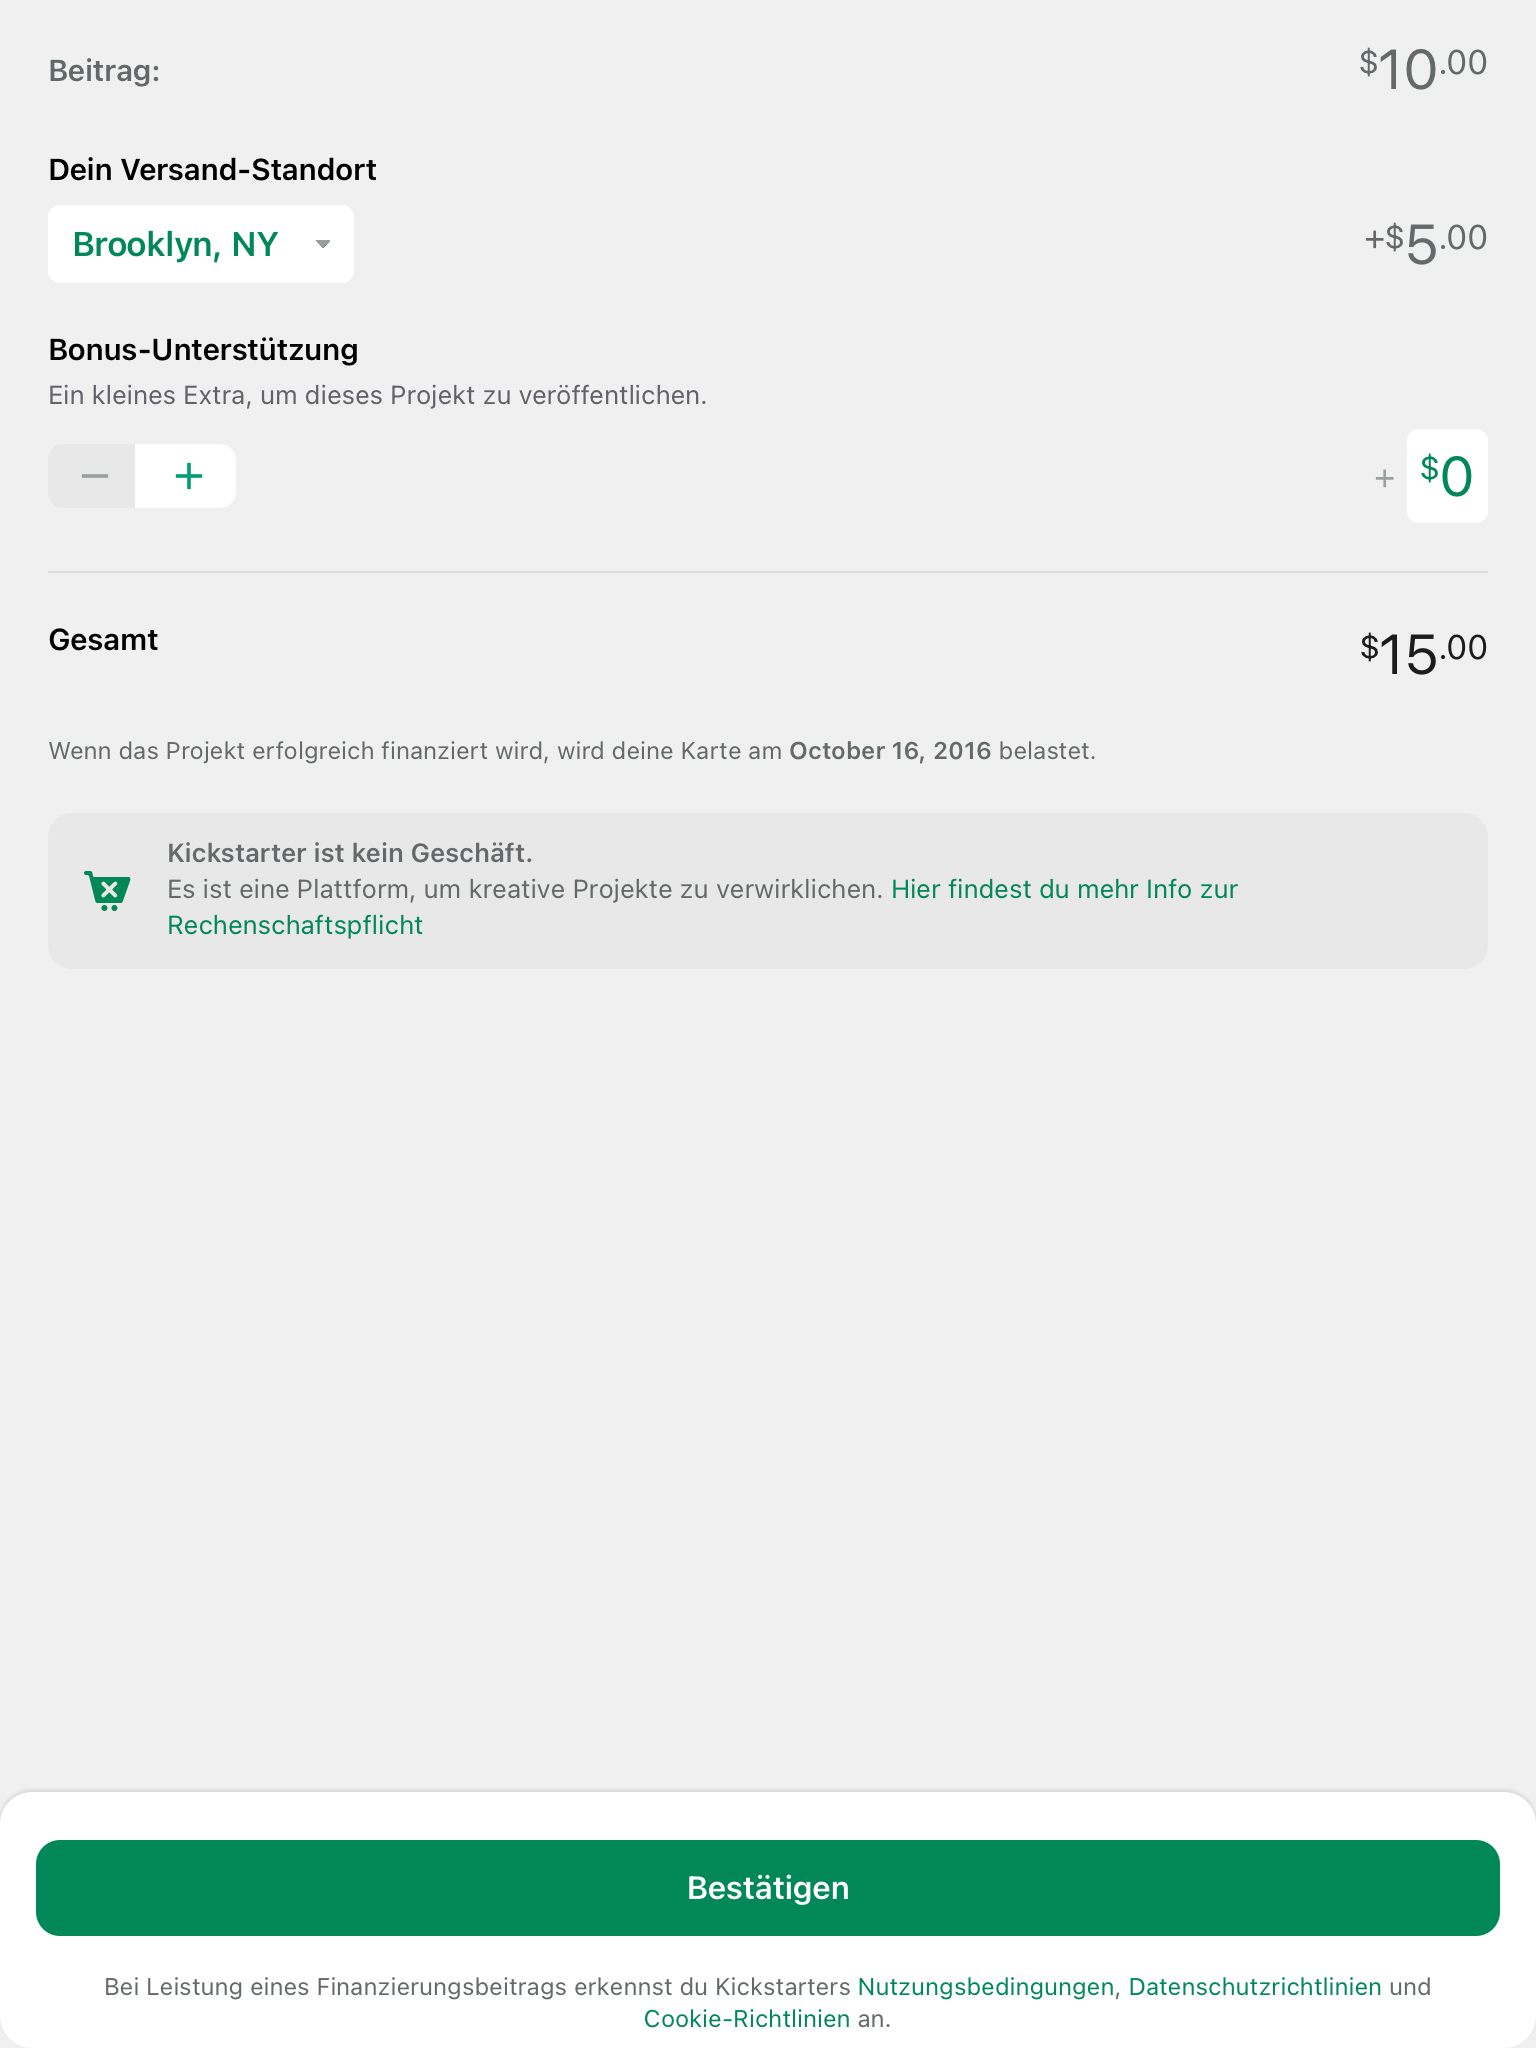 Beitrag:
$10.00
Dein Versand-Standort
Brooklyn, NY
+$5.00
Bonus-Unterstützung
Ein kleines Extra, um dieses Projekt zu veröffentlichen.
+ $0
Gesamt
$15.00
Wenn das Projekt erfolgreich finanziert wird, wird deine Karte am October 16, 2016 belastet.
Kickstarter ist kein Geschäft.
Es ist eine Plattform, um kreative Projekte zu verwirklichen. Hier findest du mehr Info zur
Rechenschaftspflicht
Bestätigen
Bei Leistung eines Finanzierungsbeitrags erkennst du Kickstarters Nutzungsbedingungen, Datenschutzrichtlinien und
Cookie-Richtlinien an.